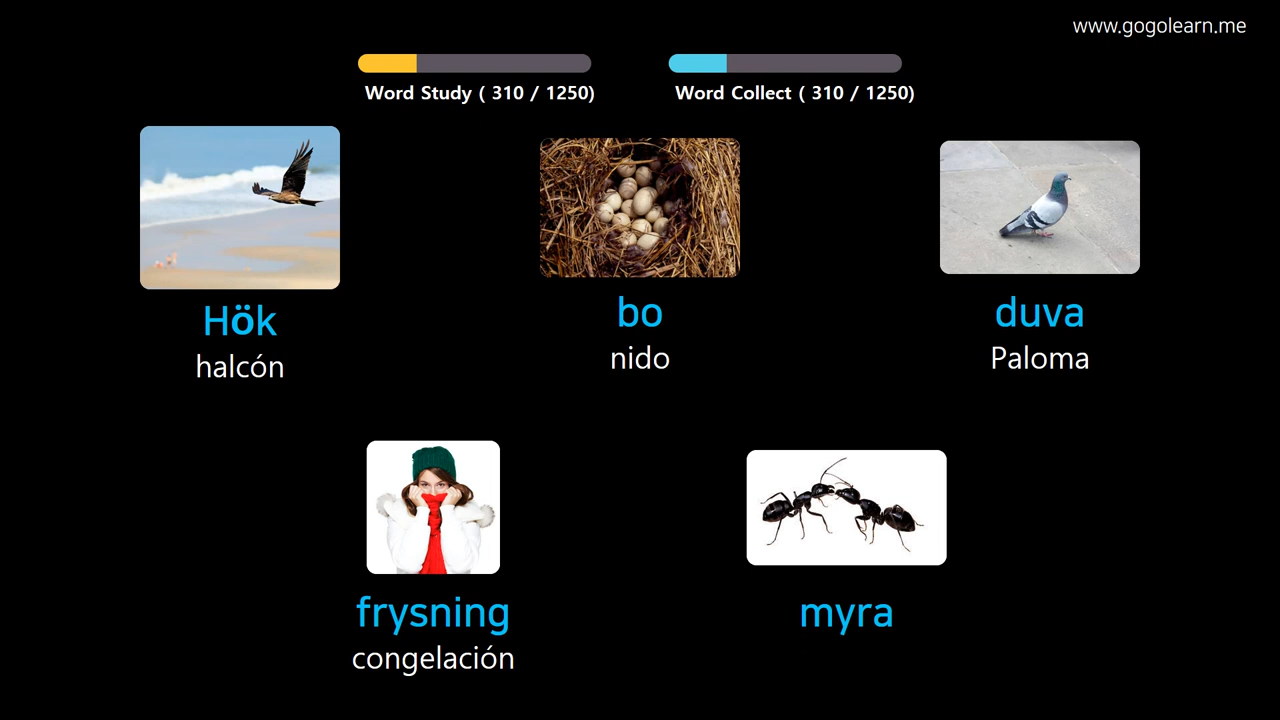 www.gogolearn.me
Word Study ( 310 / 1250)
Word Collect ( 310 / 1250)
Hök
halcón
bo
nido
duva
Paloma
frysning
congelación
myra